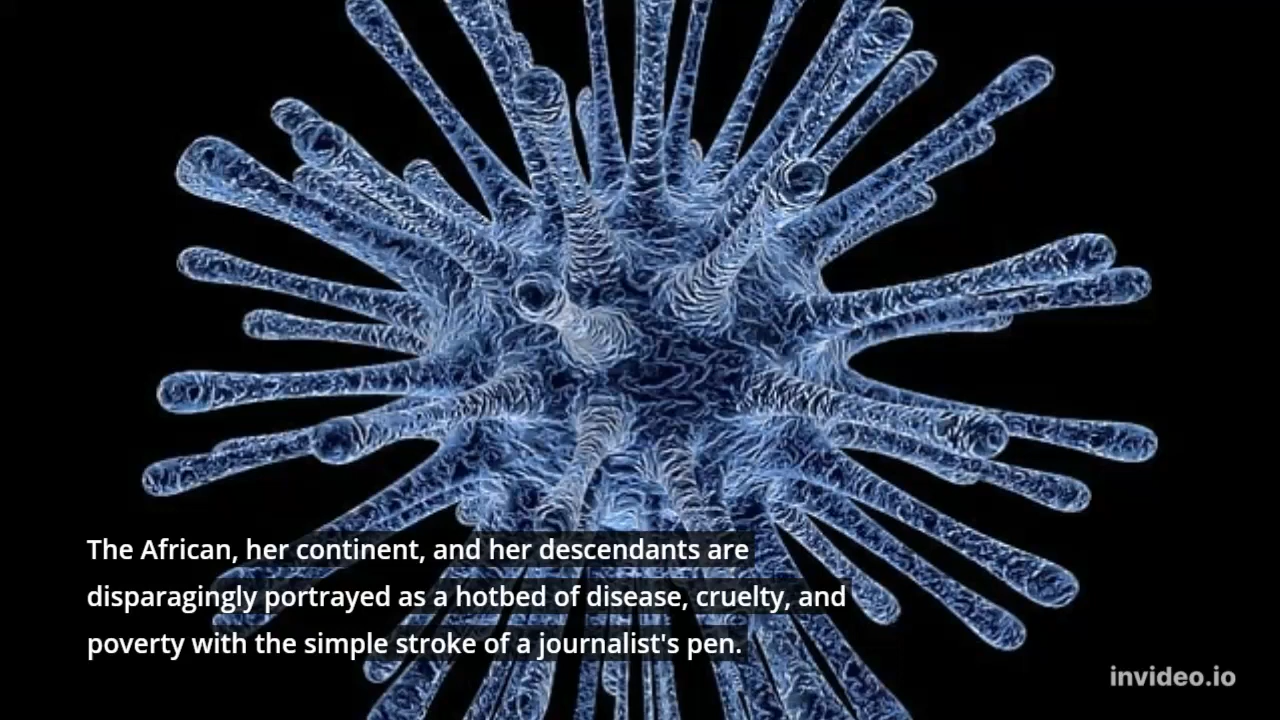 The African, her continent, and her descendants are
disparagingly portrayed as a hotbed of disease, cruelty, and
poverty with the simple stroke of a journalist's pen.
invideo.io